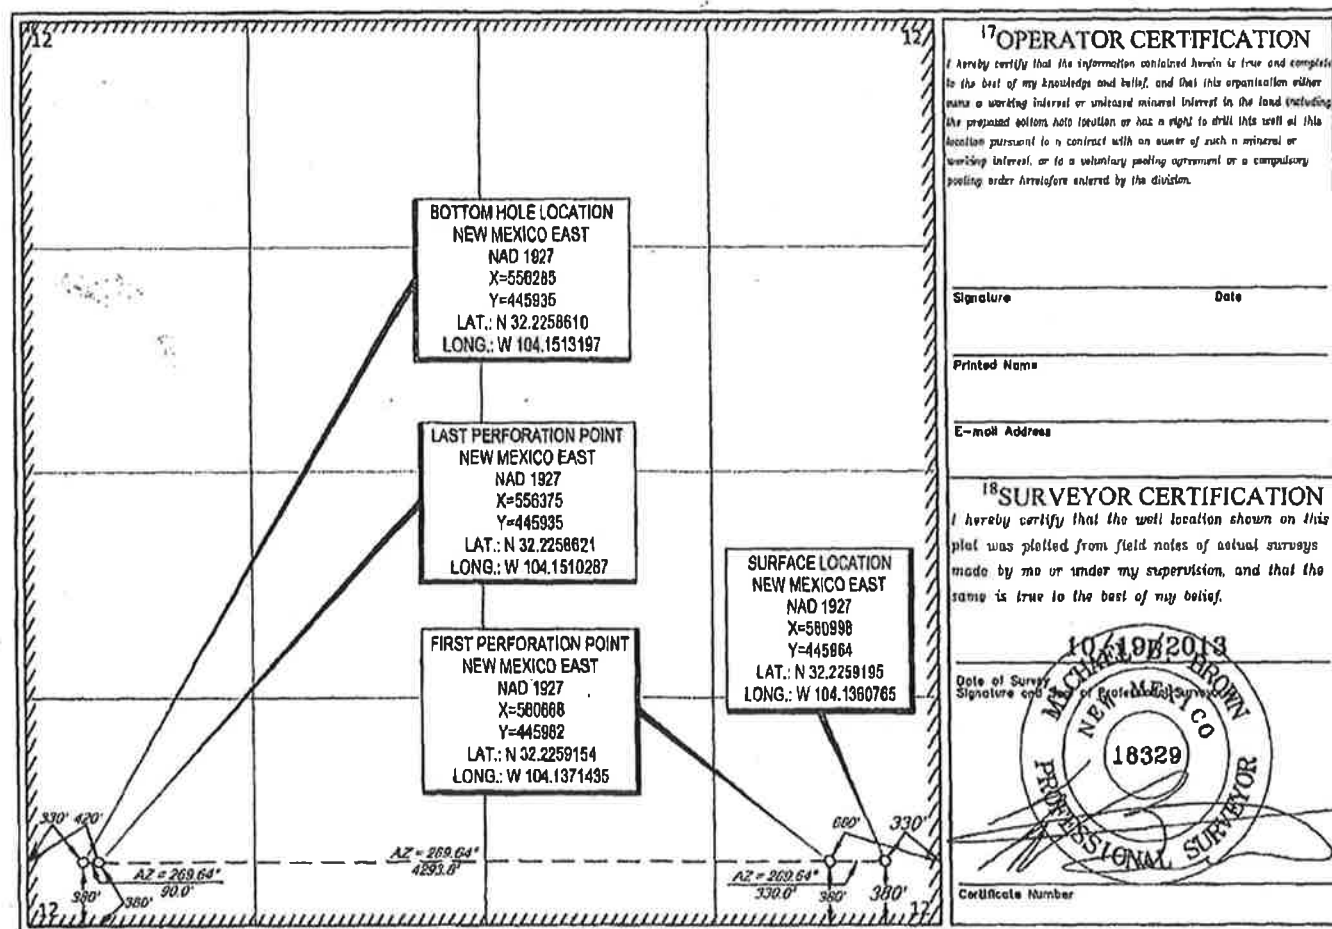 12
12
BOTTOM HOLE LOCATION
NEW MEXICO EAST
NAD 1927
X=556285
Y=445935
LAT.: N 32.2258610
LONG.: W 104.1513197
LAST PERFORATION POINT
NEW MEXICO EAST
NAD 1927
X=556375
Y=445935
LAT.: N 32.2258621
LONG.: W 104.1510287
FIRST PERFORATION POINT
NEW MEXICO EAST
NAD 1927
X=560668
Y=445962
LAT.: N 32.2259154
LONG.: W 104.1371435
SURFACE LOCATION
NEW MEXICO EAST
NAD 1927
X=560998
Y=445964
LAT.: N 32.2259195
LONG.: W 104.1360765
330' 420'
AZ = 269.64°
90.0'
380'
380'
AZ = 269.64°
4293.8'
660'
330'
AZ = 269.64°
330.0'
380'
380'
12
12
17 OPERATOR CERTIFICATION
I hereby certify that the information contained herein is true and complete
to the best of my knowledge and belief, and that this organization either
owns a working interest or unleased mineral interest in the land including
the proposed bottom hole location or has a right to drill this well at this
location pursuant to a contract with an owner of such a mineral or
working interest, or to a voluntary pooling agreement or a compulsory
pooling order heretofore entered by the division.
Signature Date
Printed Name
E-mail Address
18 SURVEYOR CERTIFICATION
I hereby certify that the well location shown on this
plat was plotted from field notes of actual surveys
made by me or under my supervision, and that the
same is true to the best of my belief.
10/19/2013
Date of Survey
Signature and Seal of Professional Surveyor
MICHAEL B. BROWN
NEW MEXICO
18329
PROFESSIONAL SURVEYOR
Certificate Number